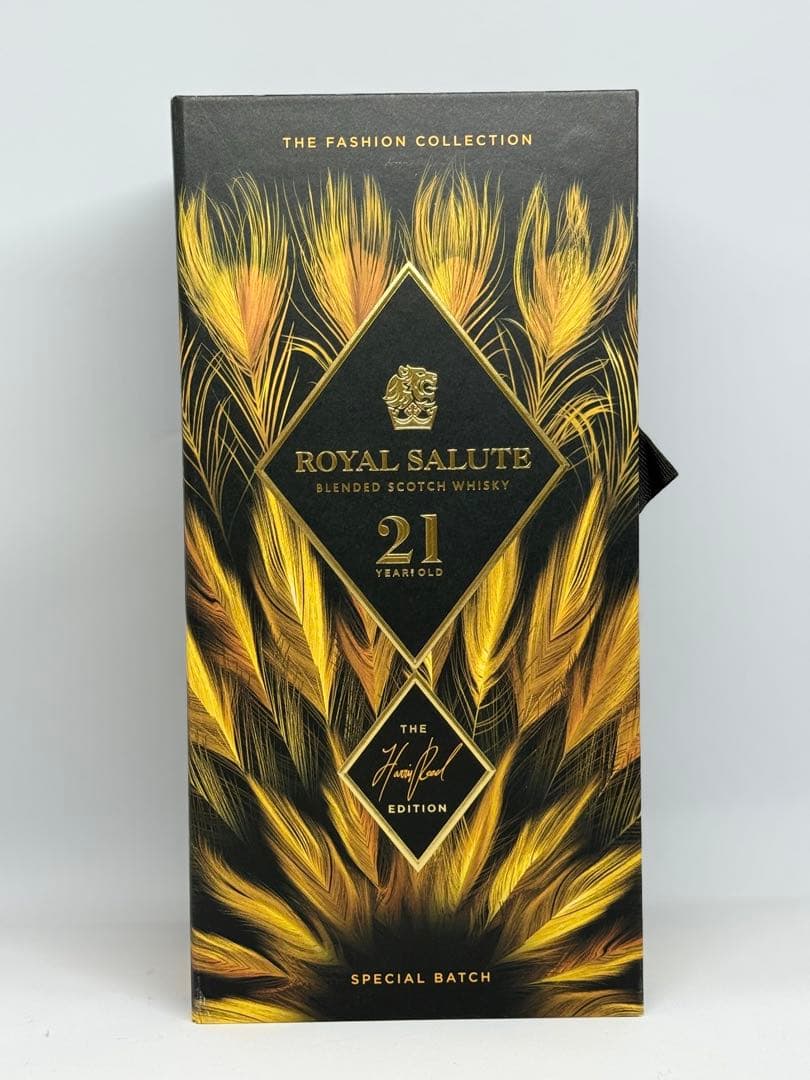 THE FASHION COLLECTION
ROYAL SALUTE
BLENDED SCOTCH WHISKY
21
YEARS OLD
THE
Harris Reed
EDITION
SPECIAL BATCH